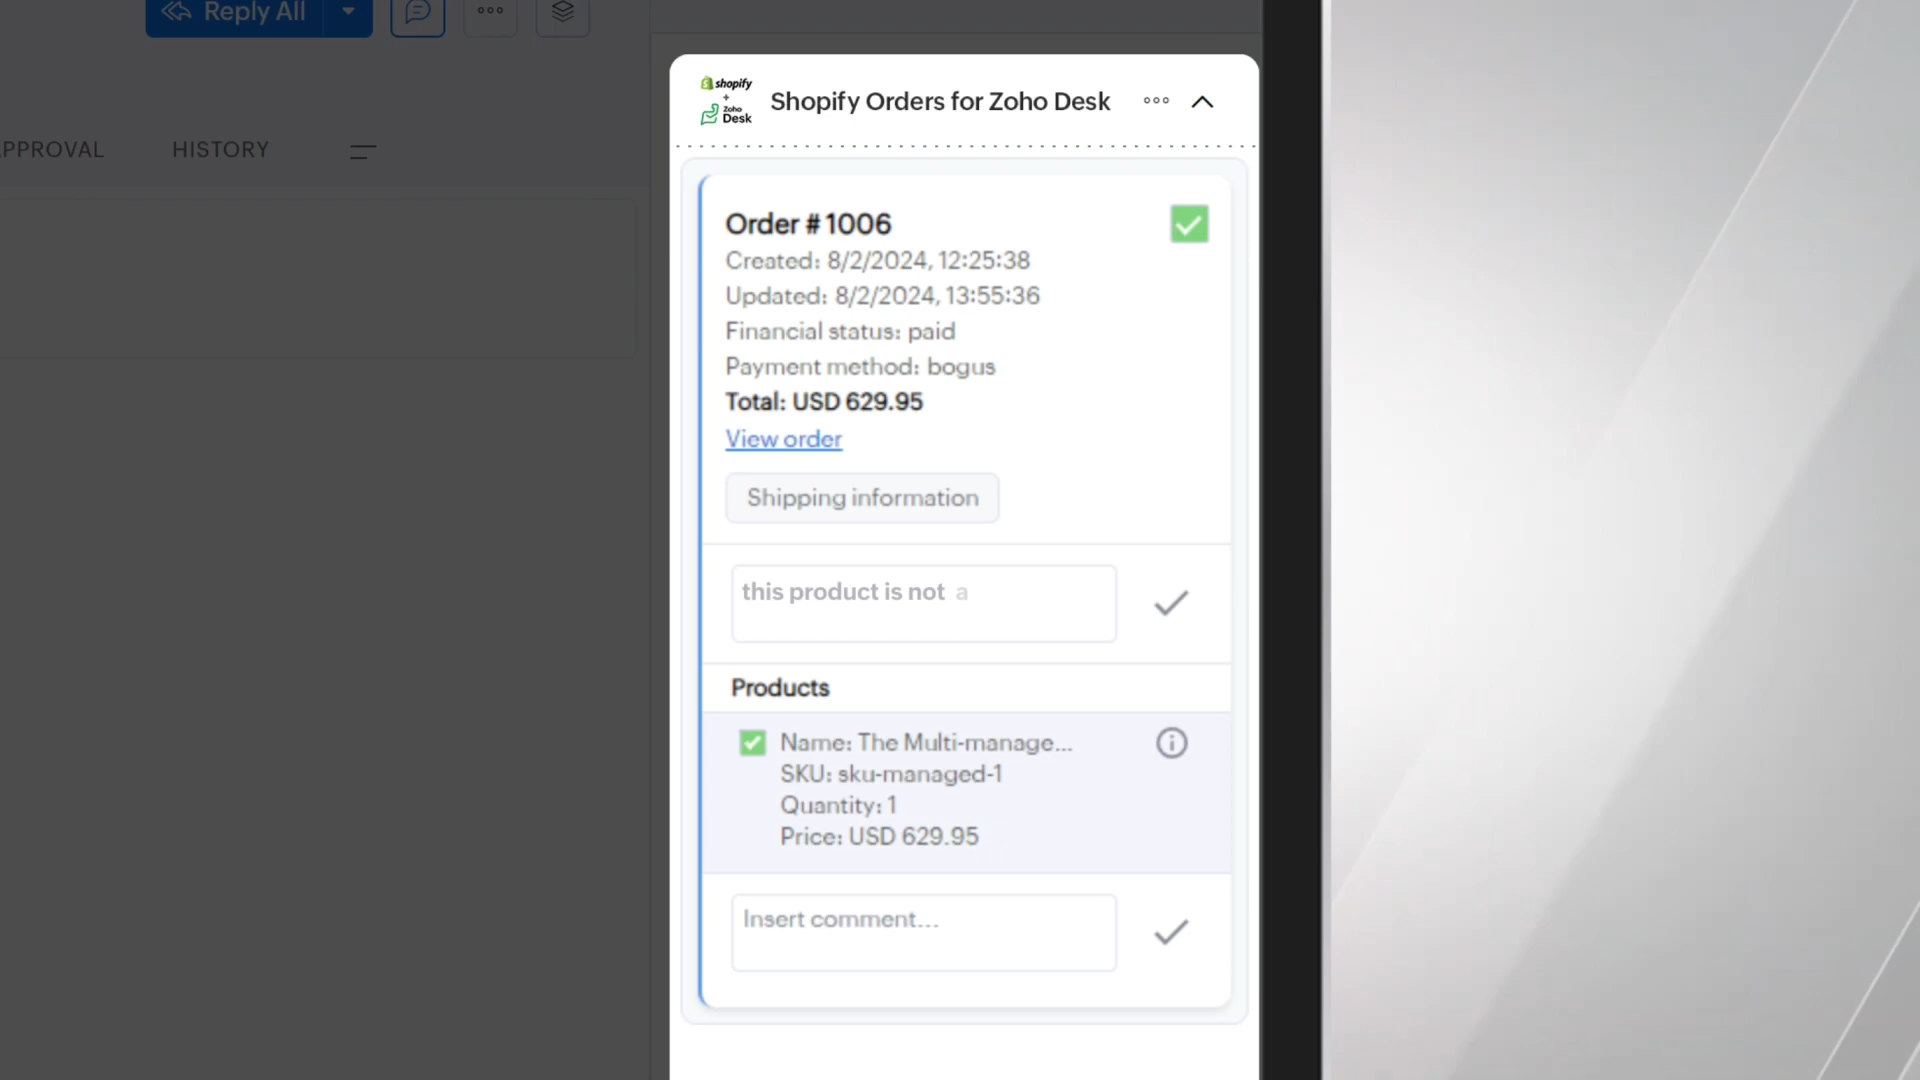 Reply All
PPROVAL
HISTORY
shopify
+
Zoho
Desk
Shopify Orders for Zoho Desk
Order # 1006
Created: 8/2/2024, 12:25:38
Updated: 8/2/2024, 13:55:36
Financial status: paid
Payment method: bogus
Total: USD 629.95
View order
Shipping information
this product is not a
Products
Name: The Multi-manage...
SKU: sku-managed-1
Quantity: 1
Price: USD 629.95
Insert comment...